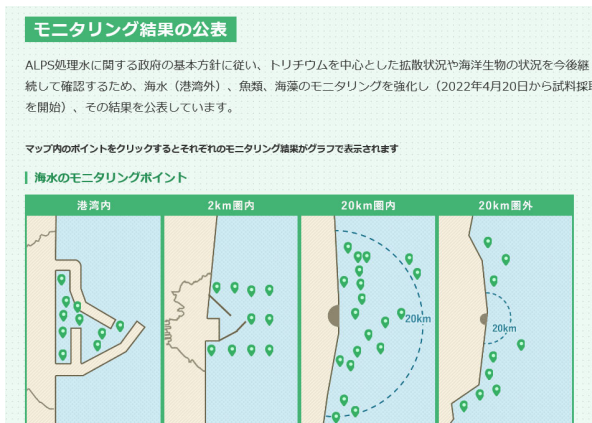 モニタリング結果の公表
ALPS処理水に関する政府の基本方針に従い、トリチウムを中心とした拡散状況や海洋生物の状況を今後継
続して確認するため、海水（港湾外）、魚類、海藻のモニタリングを強化し（2022年4月20日から試料採取
を開始）、その結果を公表しています。
マップ内のポイントをクリックするとそれぞれのモニタリング結果がグラフで表示されます
海水のモニタリングポイント
港湾内
2km圏内
20km圏内
20km圏外
20km
20km